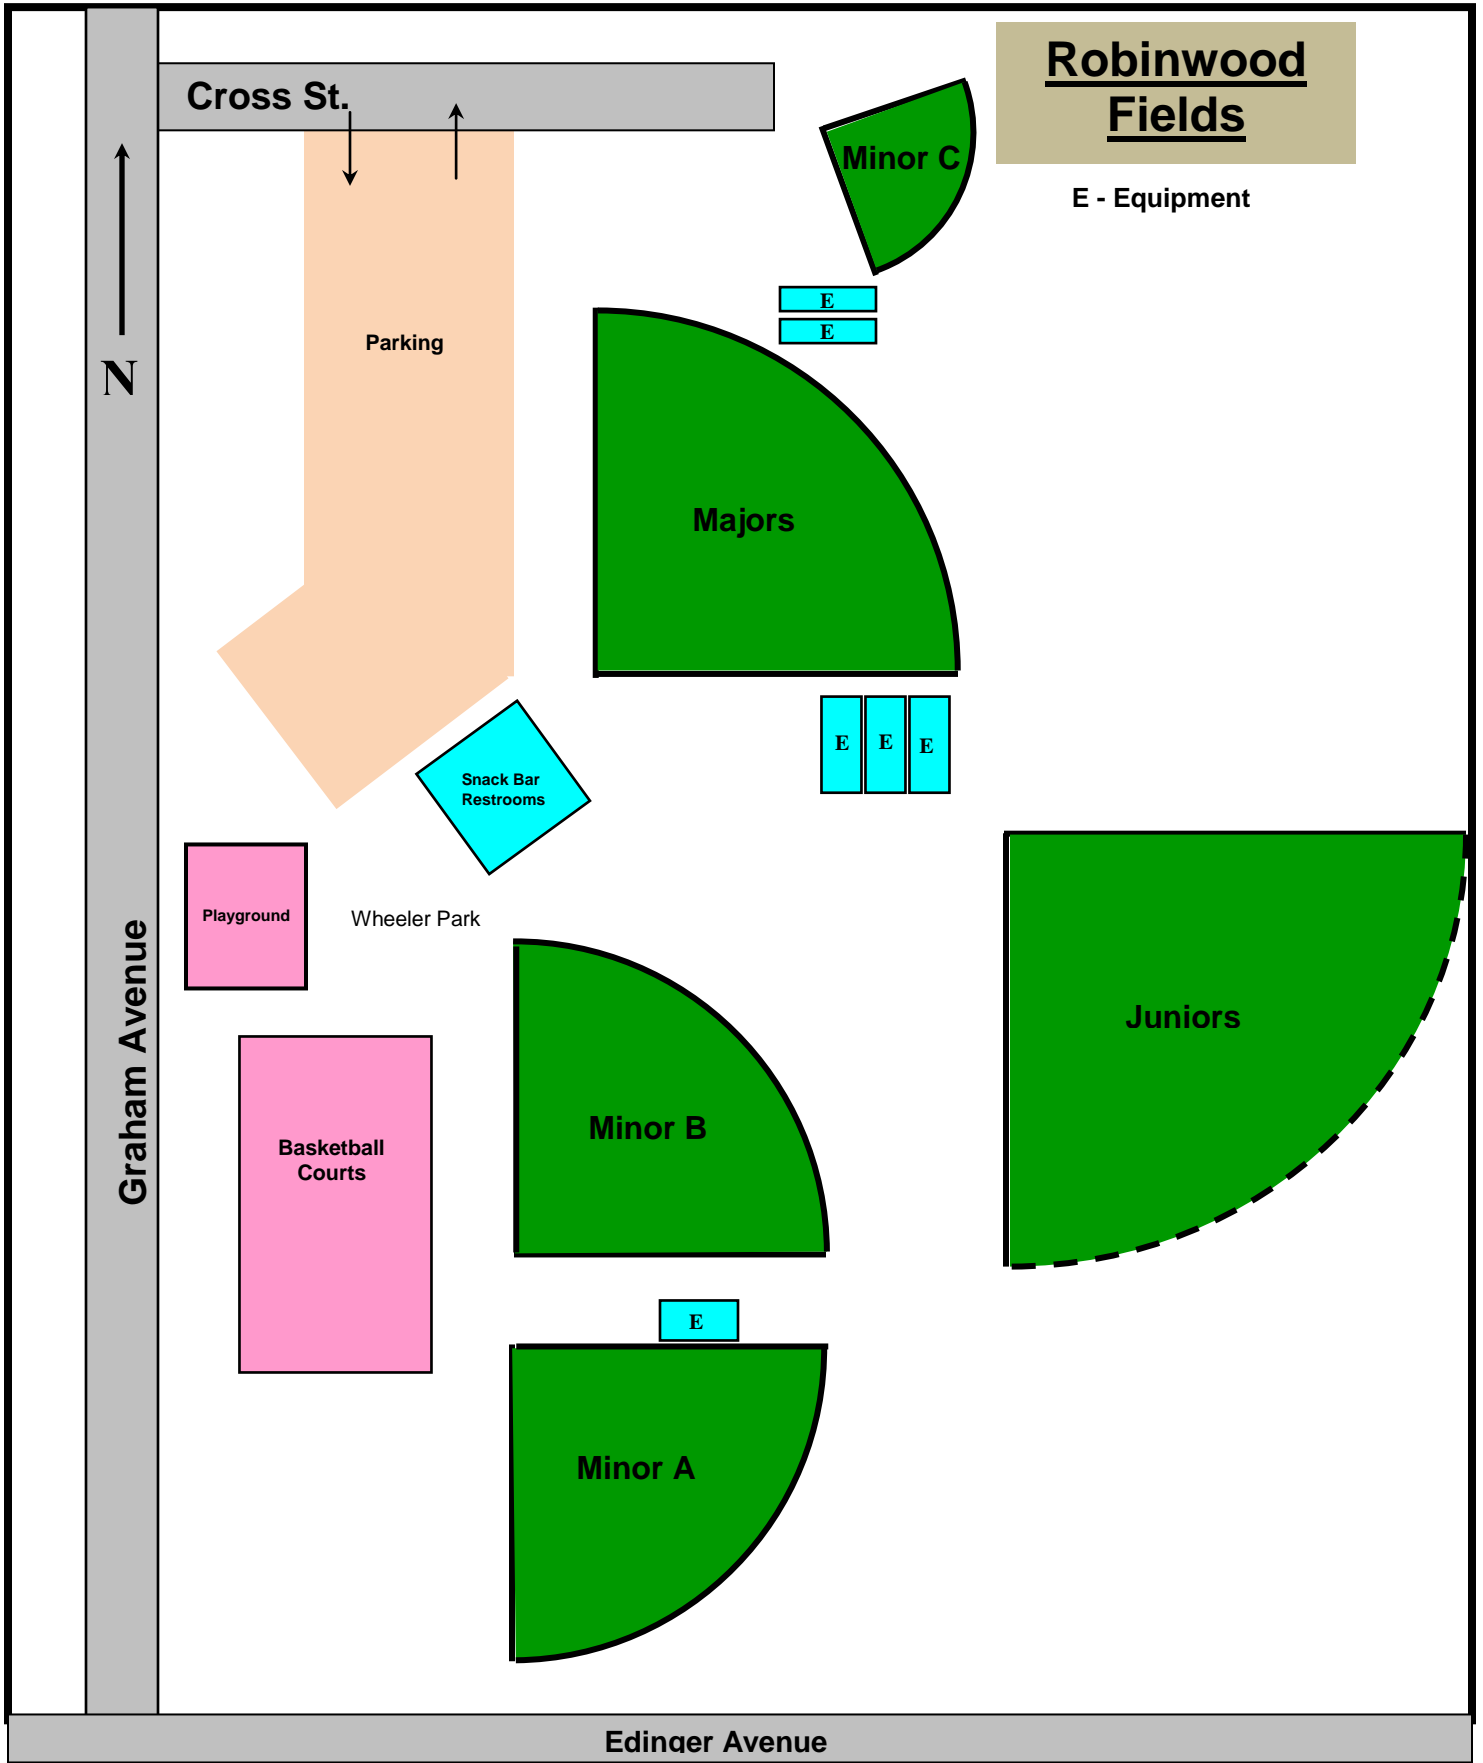 Robinwood
Fields
Cross St.
Minor C
E - Equipment
E
E
Parking
N
Majors
E E E
Snack Bar
Restrooms
Playground
Wheeler Park
Graham Avenue
Juniors
Minor B
Basketball
Courts
E
Minor A
Edinger Avenue